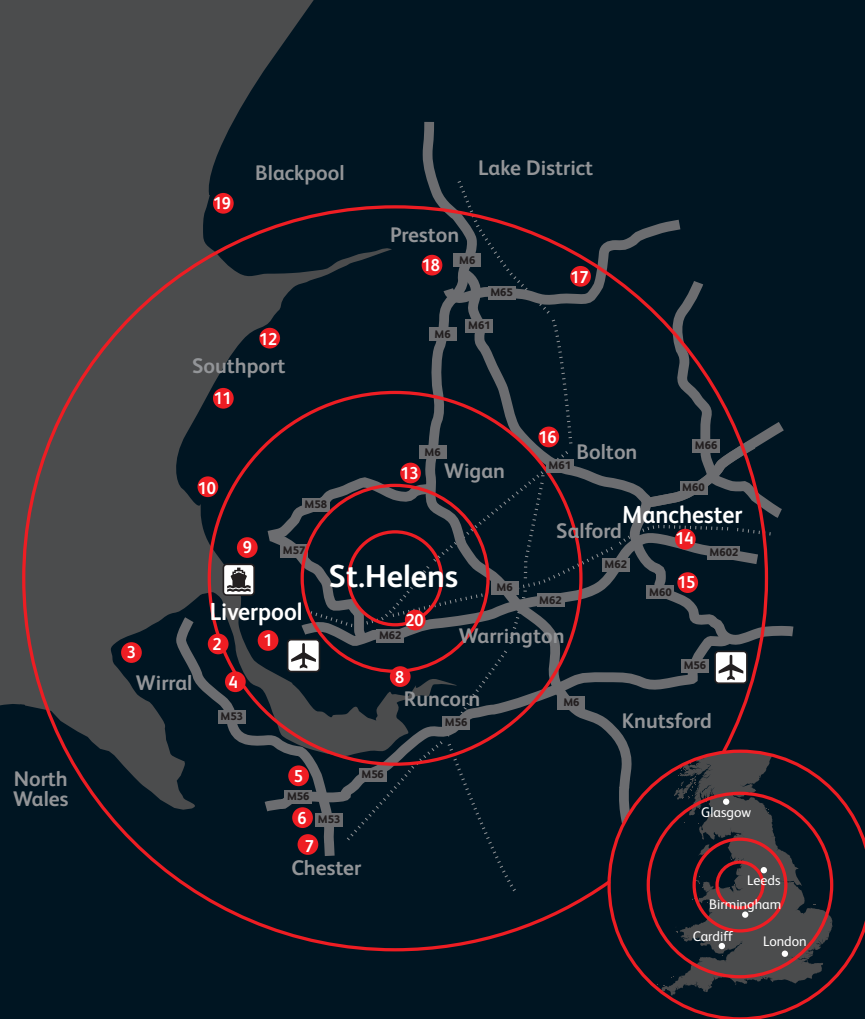 Blackpool
Lake District
19
Preston
18
M6
17
M65
M6
M61
12
Southport
11
16
M6
Bolton
M66
13
Wigan
M61
10
M60
M58
Manchester
Salford
14
9
M57
M602
M62
St.Helens
15
M6
M60
M62
Liverpool
20
M62
Warrington
1
2
3
M56
8
4
Wirral
Runcorn
M6
M53
M56
Knutsford
North
Wales
5
M56
M56
6
M53
7
Chester
Glasgow
Leeds
Birmingham
Cardiff
London